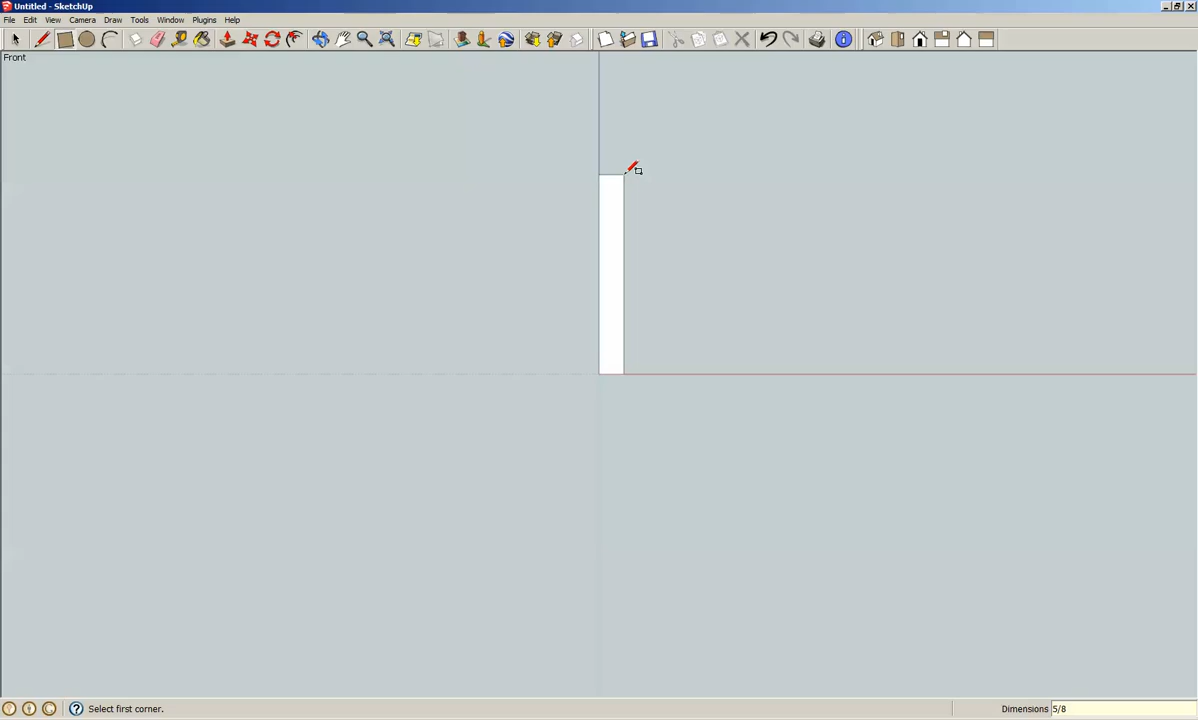 Untitled - SketchUp
File Edit View Camera Draw Tools Window Plugins Help
Front
Select first corner.
Dimensions 5/8